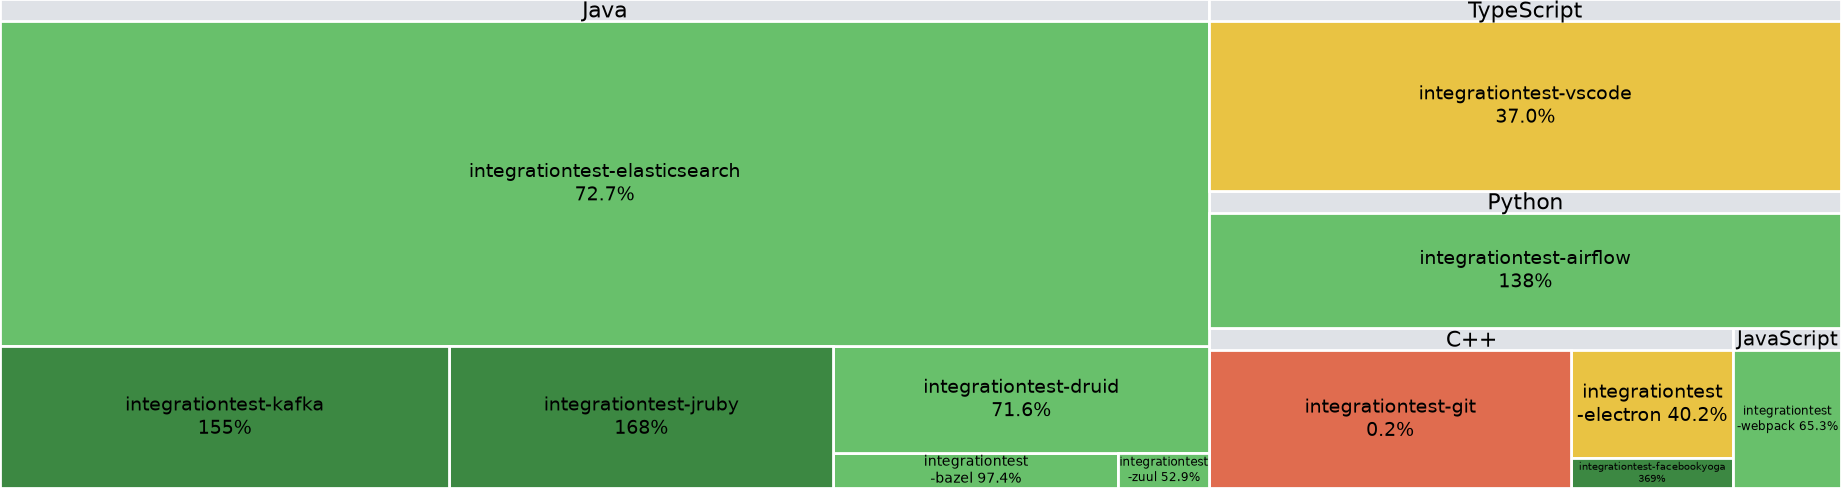 Java
integrationtest-elasticsearch
72.7%
integrationtest-kafka
155%
integrationtest-jruby
168%
integrationtest-druid
71.6%
integrationtest
-bazel 97.4%
integrationtest
-zuul 52.9%
TypeScript
integrationtest-vscode
37.0%
Python
integrationtest-airflow
138%
C++
integrationtest-git
0.2%
integrationtest
-electron 40.2%
integrationtest-facebookyoga
369%
JavaScript
integrationtest
-webpack 65.3%